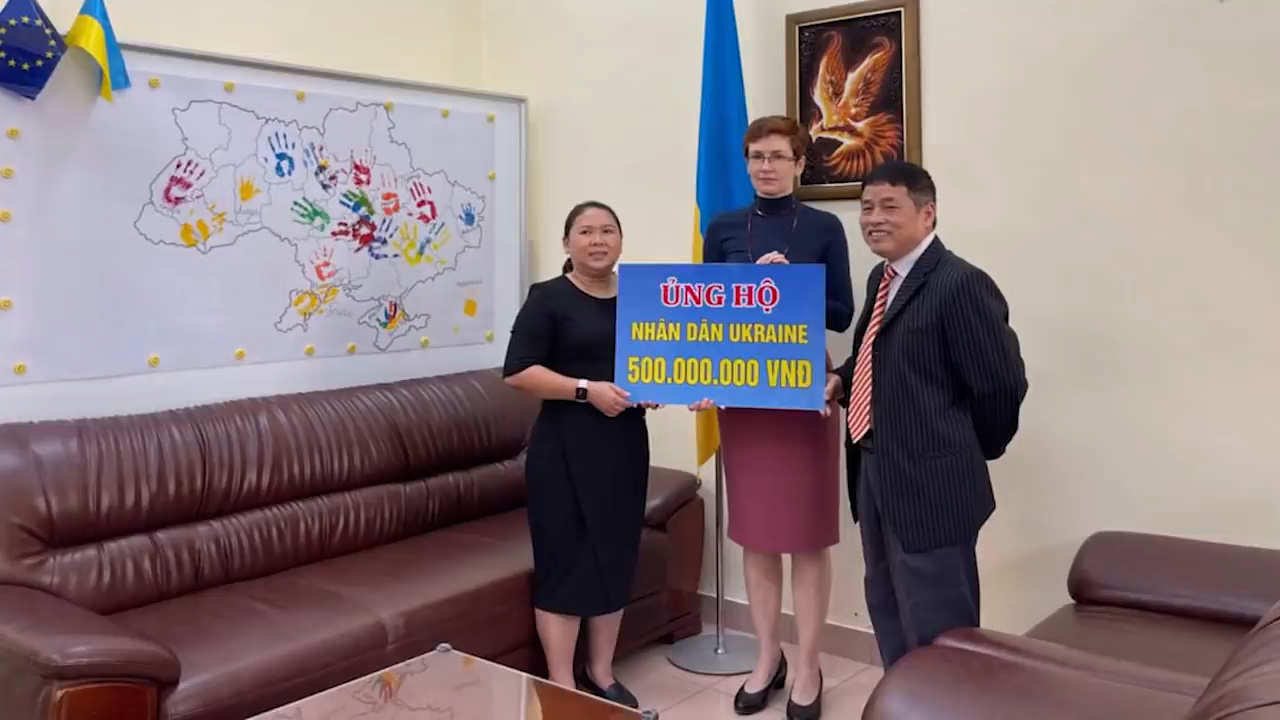 ỦNG HỘ
NHÂN DÂN UKRAINE
500.000.000 VNĐ